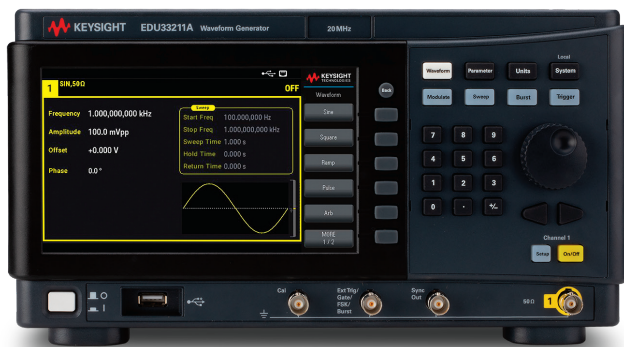 KEYSIGHT EDU33211A Waveform Generator 20 MHz
1 SIN,50Ω OFF
Frequency 1.000,000,000 kHz
Amplitude 100.0 mVpp
Offset +0.000 V
Phase 0.0 °
Sweep
Start Freq 100.000,000 Hz
Stop Freq 1.000,000,000 kHz
Sweep Time 1.000 s
Hold Time 0.000 s
Return Time 0.000 s
KEYSIGHT
TECHNOLOGIES
Waveform
Sine
Square
Ramp
Pulse
Arb
MORE
1 / 2
Back
Local
Waveform Parameter Units System
Modulate Sweep Burst Trigger
7 8 9
4 5 6
1 2 3
0 . +/-
Channel 1
Setup On/Off
O
I
Cal
Ext Trig/
Gate/
FSK/
Burst
Sync
Out
50 Ω 1